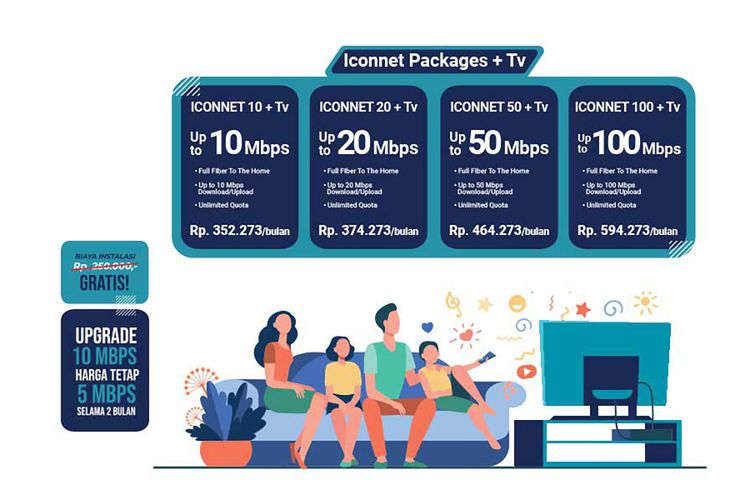 Iconnet Packages + Tv
ICONNET 10 + Tv
Up to 10 Mbps
• Full Fiber To The Home
• Up to 10 Mbps
Download/Upload
• Unlimited Quota
Rp. 352.273/bulan
ICONNET 20 + Tv
Up to 20 Mbps
• Full Fiber To The Home
• Up to 20 Mbps
Download/Upload
• Unlimited Quota
Rp. 374.273/bulan
ICONNET 50 + Tv
Up to 50 Mbps
• Full Fiber To The Home
• Up to 50 Mbps
Download/Upload
• Unlimited Quota
Rp. 464.273/bulan
ICONNET 100 + Tv
Up to 100 Mbps
• Full Fiber To The Home
• Up to 100 Mbps
Download/Upload
• Unlimited Quota
Rp. 594.273/bulan
BIAYA INSTALASI
Rp. 250.000,-
GRATIS!
UPGRADE
10 MBPS
HARGA TETAP
5 MBPS
SELAMA 2 BULAN